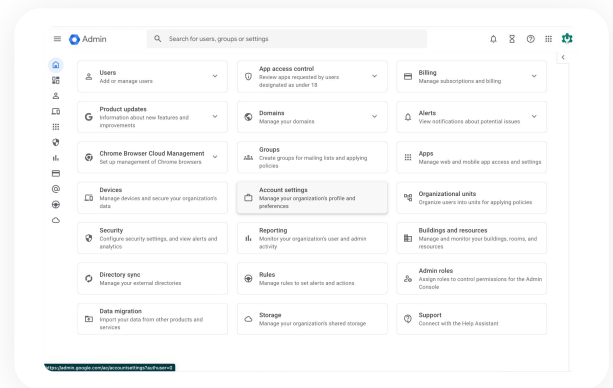 Admin
Search for users, groups or settings
Users
Add or manage users
App access control
Review apps requested by users
designated as under 18
Billing
Manage subscriptions and billing
Product updates
Information about new features and
improvements
Domains
Manage your domains
Alerts
View notifications about potential issues
Chrome Browser Cloud Management
Set up management of Chrome browsers
Groups
Create groups for mailing lists and applying
policies
Apps
Manage web and mobile app access and settings
Devices
Manage devices and secure your organization's
data
Account settings
Manage your organization's profile and
preferences
Organizational units
Organize users into units for applying policies
Security
Configure security settings, and view alerts and
analytics
Reporting
Monitor your organization's user and admin
activity
Buildings and resources
Manage and monitor your buildings, rooms, and
resources
Directory sync
Manage your external directories
Rules
Manage rules to set alerts and actions
Admin roles
Assign roles to control permissions for the Admin
Console
Data migration
Import your data from other products and
services
Storage
Manage your organization's shared storage
Support
Connect with the Help Assistant
https://admin.google.com/ac/accountsettings?authuser=0